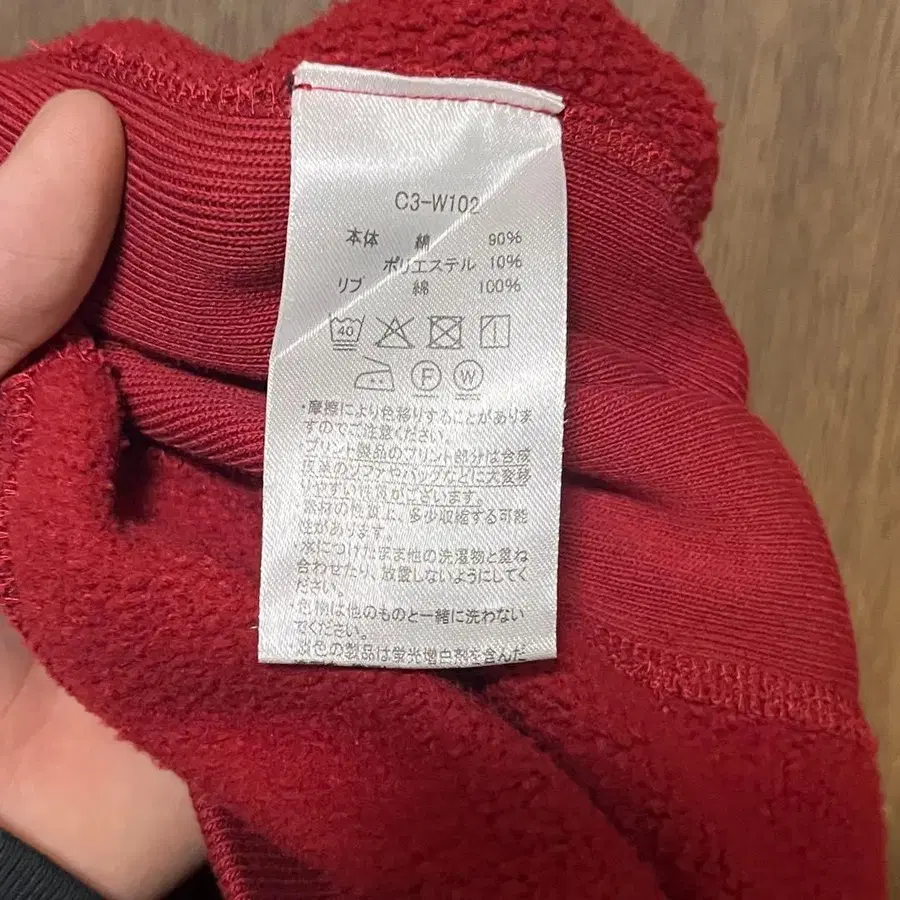 C3-W102
本体 綿 90%
ポリエステル 10%
リブ 綿 100%
40
F W
・摩擦により色移りすることがありま
すのでご注意ください。
プリント製品のプリント部分は合成
皮革のソファやバッグなどに大変移
りやすい性質がございます。
素材の性質上、多少収縮する可能
性があります。
水につけたまま他の洗濯物と重ね
合わせたり、放置しないようにしてく
ださい。
・色物は他のものと一緒に洗わない
でください。
淡色の製品は蛍光増白剤を含んだ